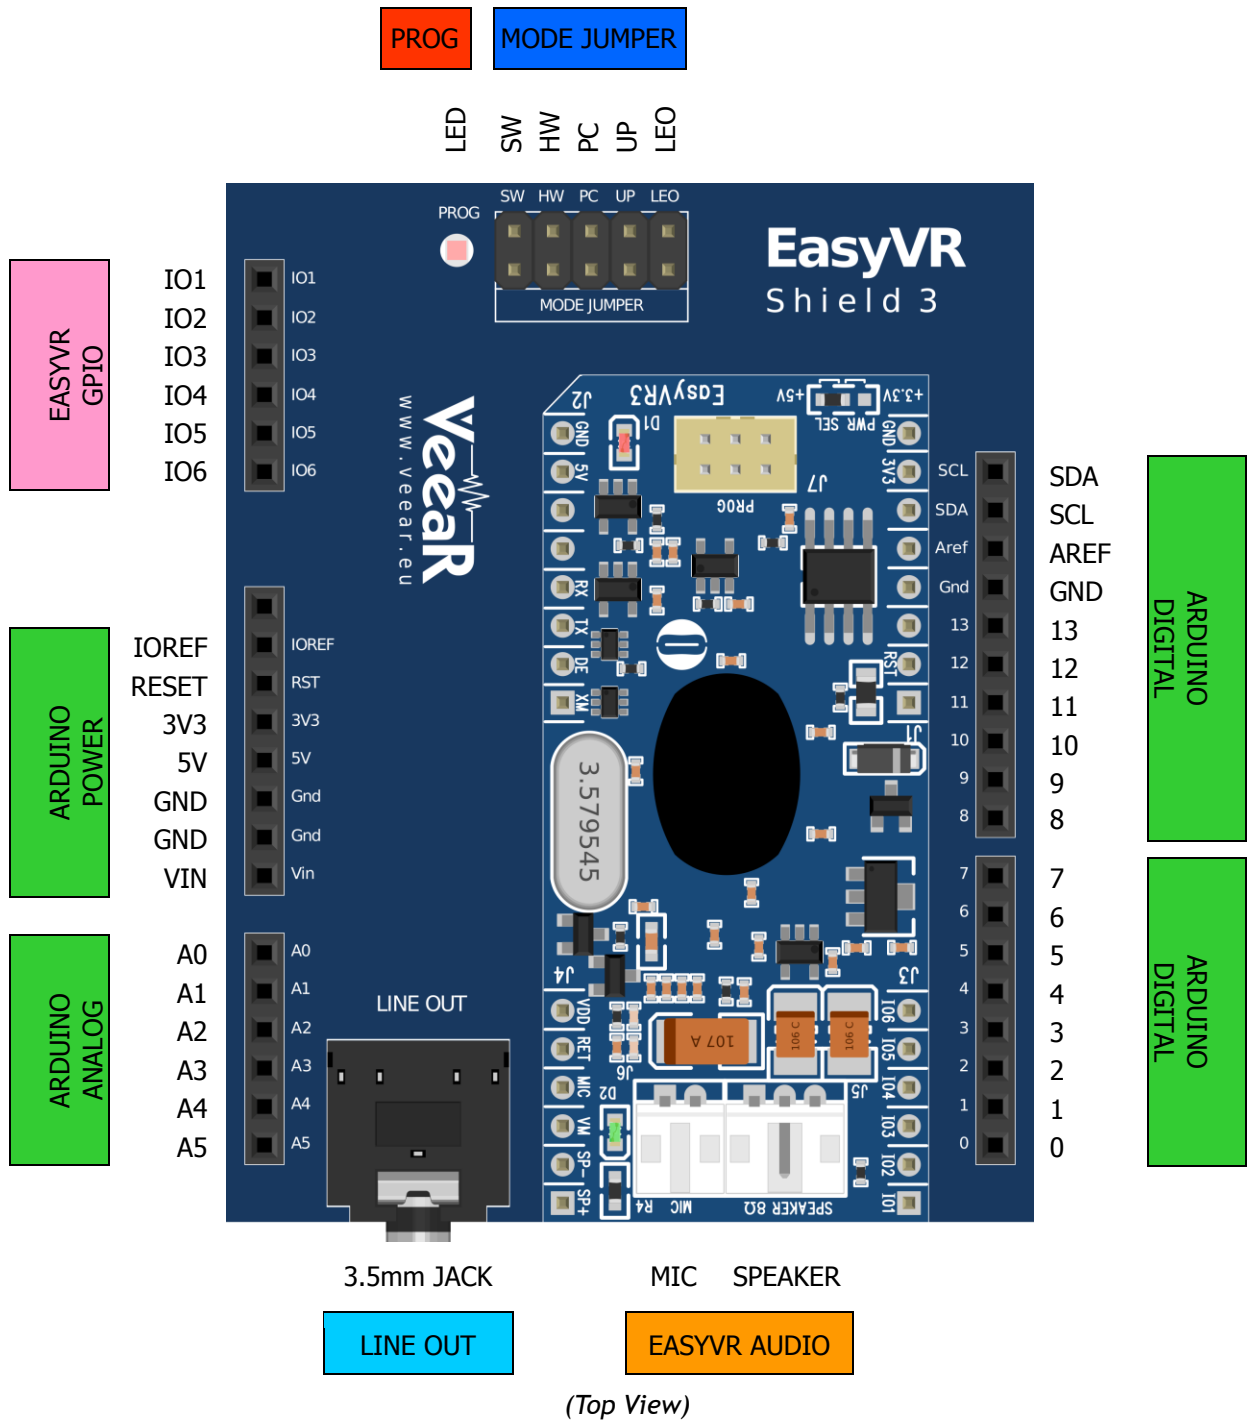 PROG
MODE JUMPER
LED
SW
HW
PC
UP
LEO
SW HW PC UP LEO
PROG
MODE JUMPER
EasyVR
Shield 3
EASYVR
GPIO
IO1
IO2
IO3
IO4
IO5
IO6
IO1
IO2
IO3
IO4
IO5
IO6
VeeaR
www.veear.eu
ARDUINO
POWER
IOREF
RESET
3V3
5V
GND
GND
VIN
IOREF
RST
3V3
5V
Gnd
Gnd
Vin
ARDUINO
ANALOG
A0
A1
A2
A3
A4
A5
A0
A1
A2
A3
A4
A5
LINE OUT
J2
EasyVR3
D1
+5V
+3.3V
PWR SEL
GND
5V
RX
TX
DE
XM
PROG
J7
GND
3V3
RST
J1
3.579545
J4
J3
VDD
RET
MIC
VM
SP-
SP+
J6
D2
107 A
106 C
106 C
J5
IO6
IO5
IO4
IO3
IO2
IO1
R4
MIC
SPEAKER 8Ω
SCL
SDA
Aref
Gnd
13
12
11
10
9
8
7
6
5
4
3
2
1
0
SDA
SCL
AREF
GND
13
12
11
10
9
8
7
6
5
4
3
2
1
0
ARDUINO
DIGITAL
ARDUINO
DIGITAL
3.5mm JACK
MIC SPEAKER
LINE OUT
EASYVR AUDIO
(Top View)